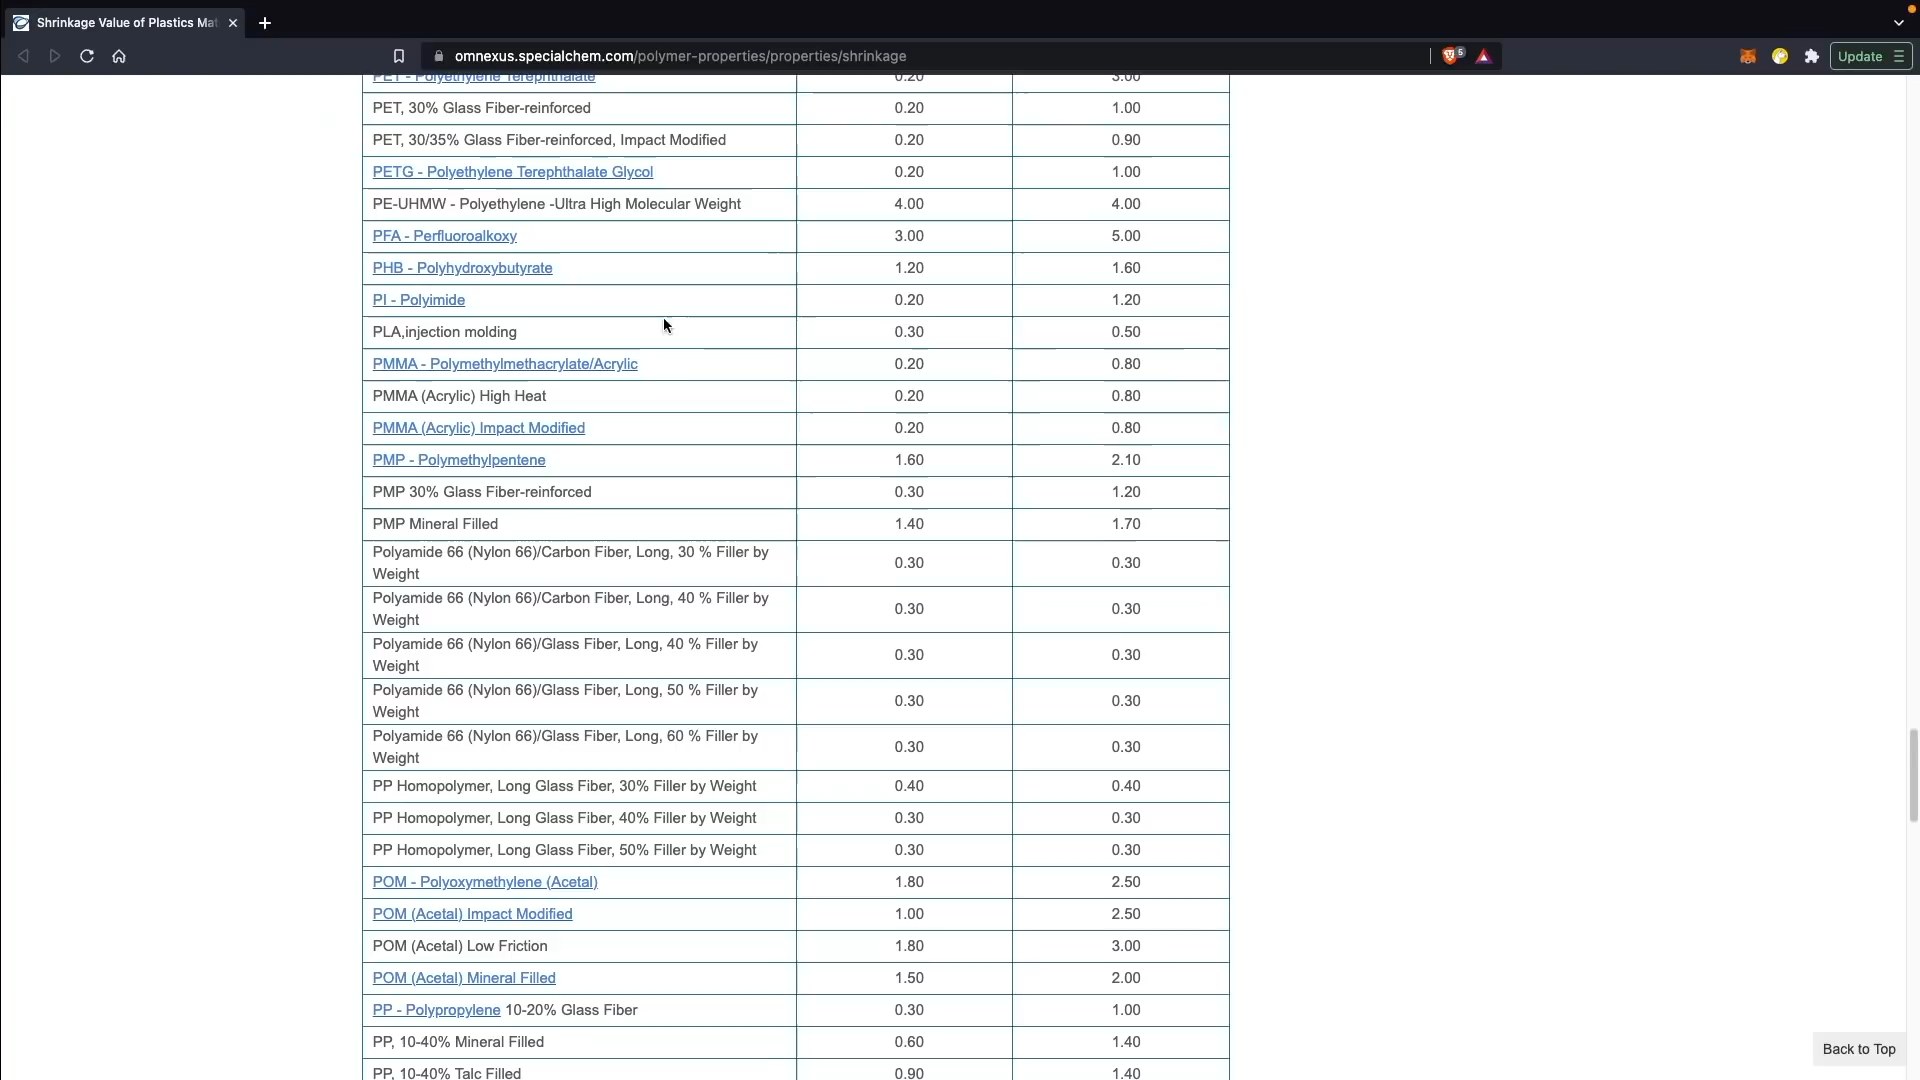 Shrinkage Value of Plastics Mat
omnexus.specialchem.com/polymer-properties/properties/shrinkage
5
Update
PET - Polyethylene Terephthalate 0.20 3.00
PET, 30% Glass Fiber-reinforced 0.20 1.00
PET, 30/35% Glass Fiber-reinforced, Impact Modified 0.20 0.90
PETG - Polyethylene Terephthalate Glycol 0.20 1.00
PE-UHMW - Polyethylene -Ultra High Molecular Weight 4.00 4.00
PFA - Perfluoroalkoxy 3.00 5.00
PHB - Polyhydroxybutyrate 1.20 1.60
PI - Polyimide 0.20 1.20
PLA,injection molding 0.30 0.50
PMMA - Polymethylmethacrylate/Acrylic 0.20 0.80
PMMA (Acrylic) High Heat 0.20 0.80
PMMA (Acrylic) Impact Modified 0.20 0.80
PMP - Polymethylpentene 1.60 2.10
PMP 30% Glass Fiber-reinforced 0.30 1.20
PMP Mineral Filled 1.40 1.70
Polyamide 66 (Nylon 66)/Carbon Fiber, Long, 30 % Filler by
Weight 0.30 0.30
Polyamide 66 (Nylon 66)/Carbon Fiber, Long, 40 % Filler by
Weight 0.30 0.30
Polyamide 66 (Nylon 66)/Glass Fiber, Long, 40 % Filler by
Weight 0.30 0.30
Polyamide 66 (Nylon 66)/Glass Fiber, Long, 50 % Filler by
Weight 0.30 0.30
Polyamide 66 (Nylon 66)/Glass Fiber, Long, 60 % Filler by
Weight 0.30 0.30
PP Homopolymer, Long Glass Fiber, 30% Filler by Weight 0.40 0.40
PP Homopolymer, Long Glass Fiber, 40% Filler by Weight 0.30 0.30
PP Homopolymer, Long Glass Fiber, 50% Filler by Weight 0.30 0.30
POM - Polyoxymethylene (Acetal) 1.80 2.50
POM (Acetal) Impact Modified 1.00 2.50
POM (Acetal) Low Friction 1.80 3.00
POM (Acetal) Mineral Filled 1.50 2.00
PP - Polypropylene 10-20% Glass Fiber 0.30 1.00
PP, 10-40% Mineral Filled 0.60 1.40
PP, 10-40% Talc Filled 0.90 1.40
Back to Top